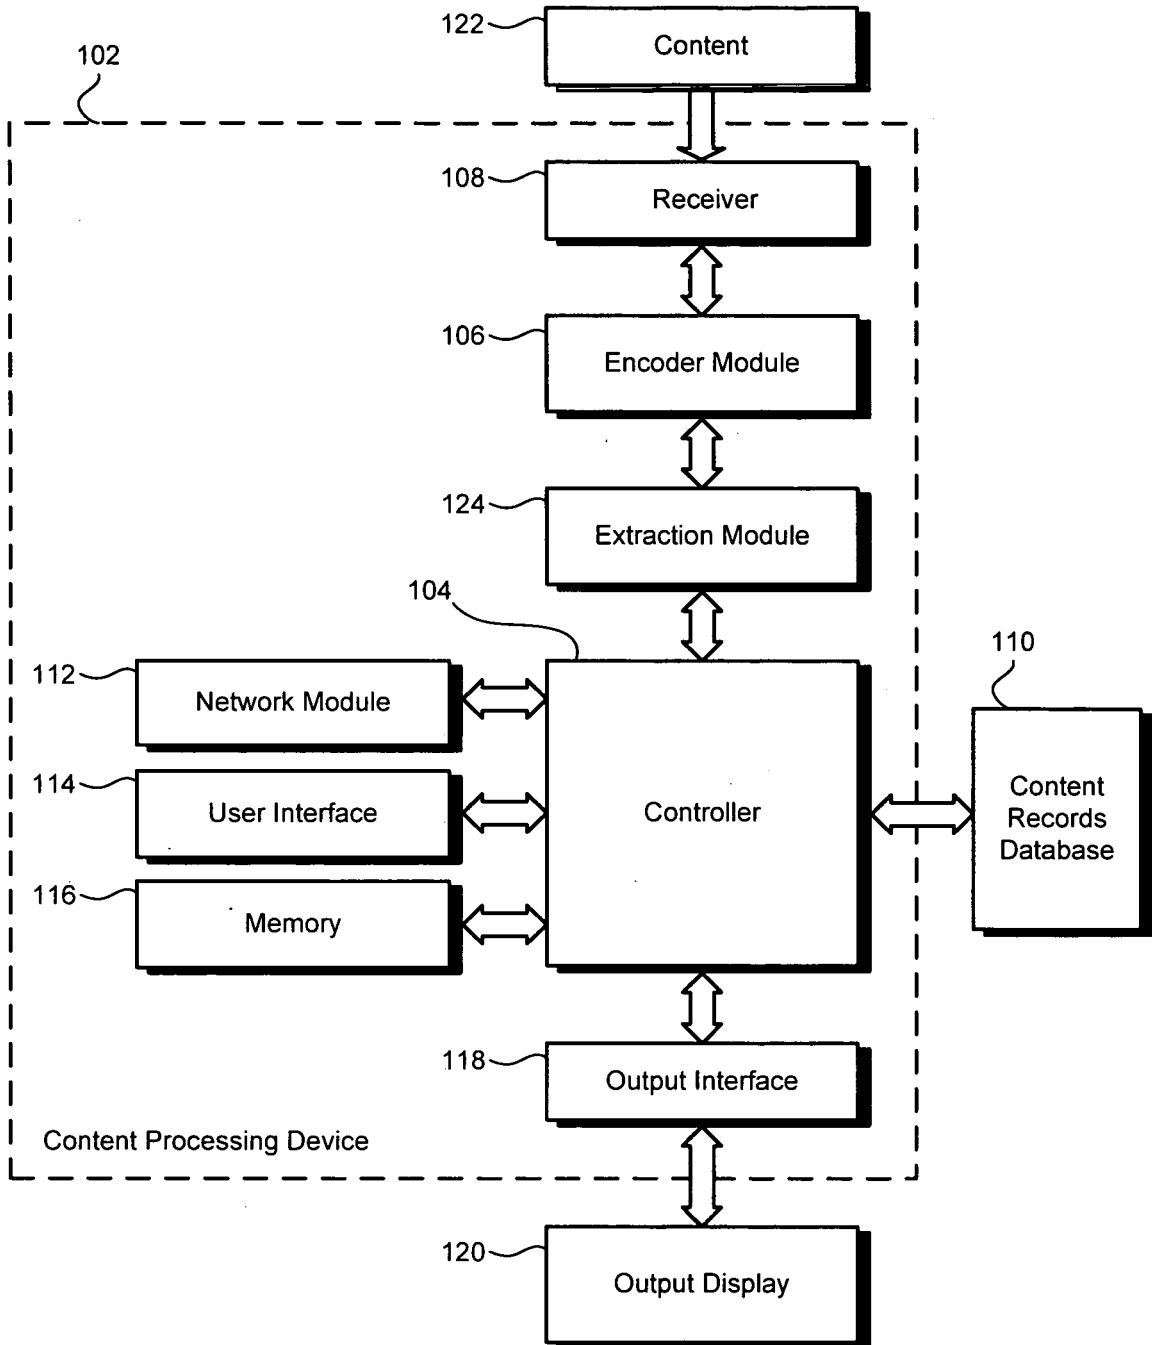 122
Content
102
108
Receiver
106
Encoder Module
124
Extraction Module
104
110
112
Network Module
114
User Interface
Controller
Content
Records
Database
116
Memory
118
Output Interface
Content Processing Device
120
Output Display